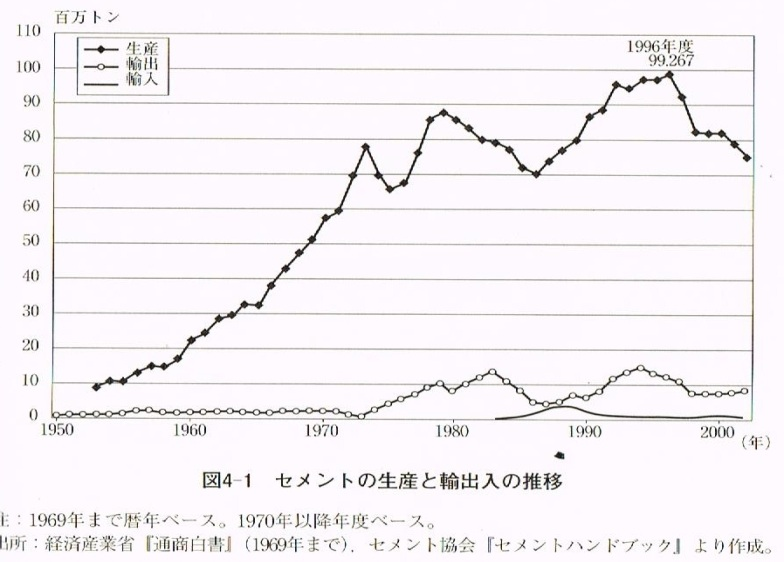 百万トン
110
100
90
80
70
60
50
40
30
20
10
0
生産
輸出
輸入
1996年度
99.267
1950
1960
1970
1980
1990
2000
(年)
図4-1 セメントの生産と輸出入の推移
注：1969年まで暦年ベース。1970年以降年度ベース。
出所：経済産業省『通商白書』(1969年まで)，セメント協会『セメントハンドブック』より作成。